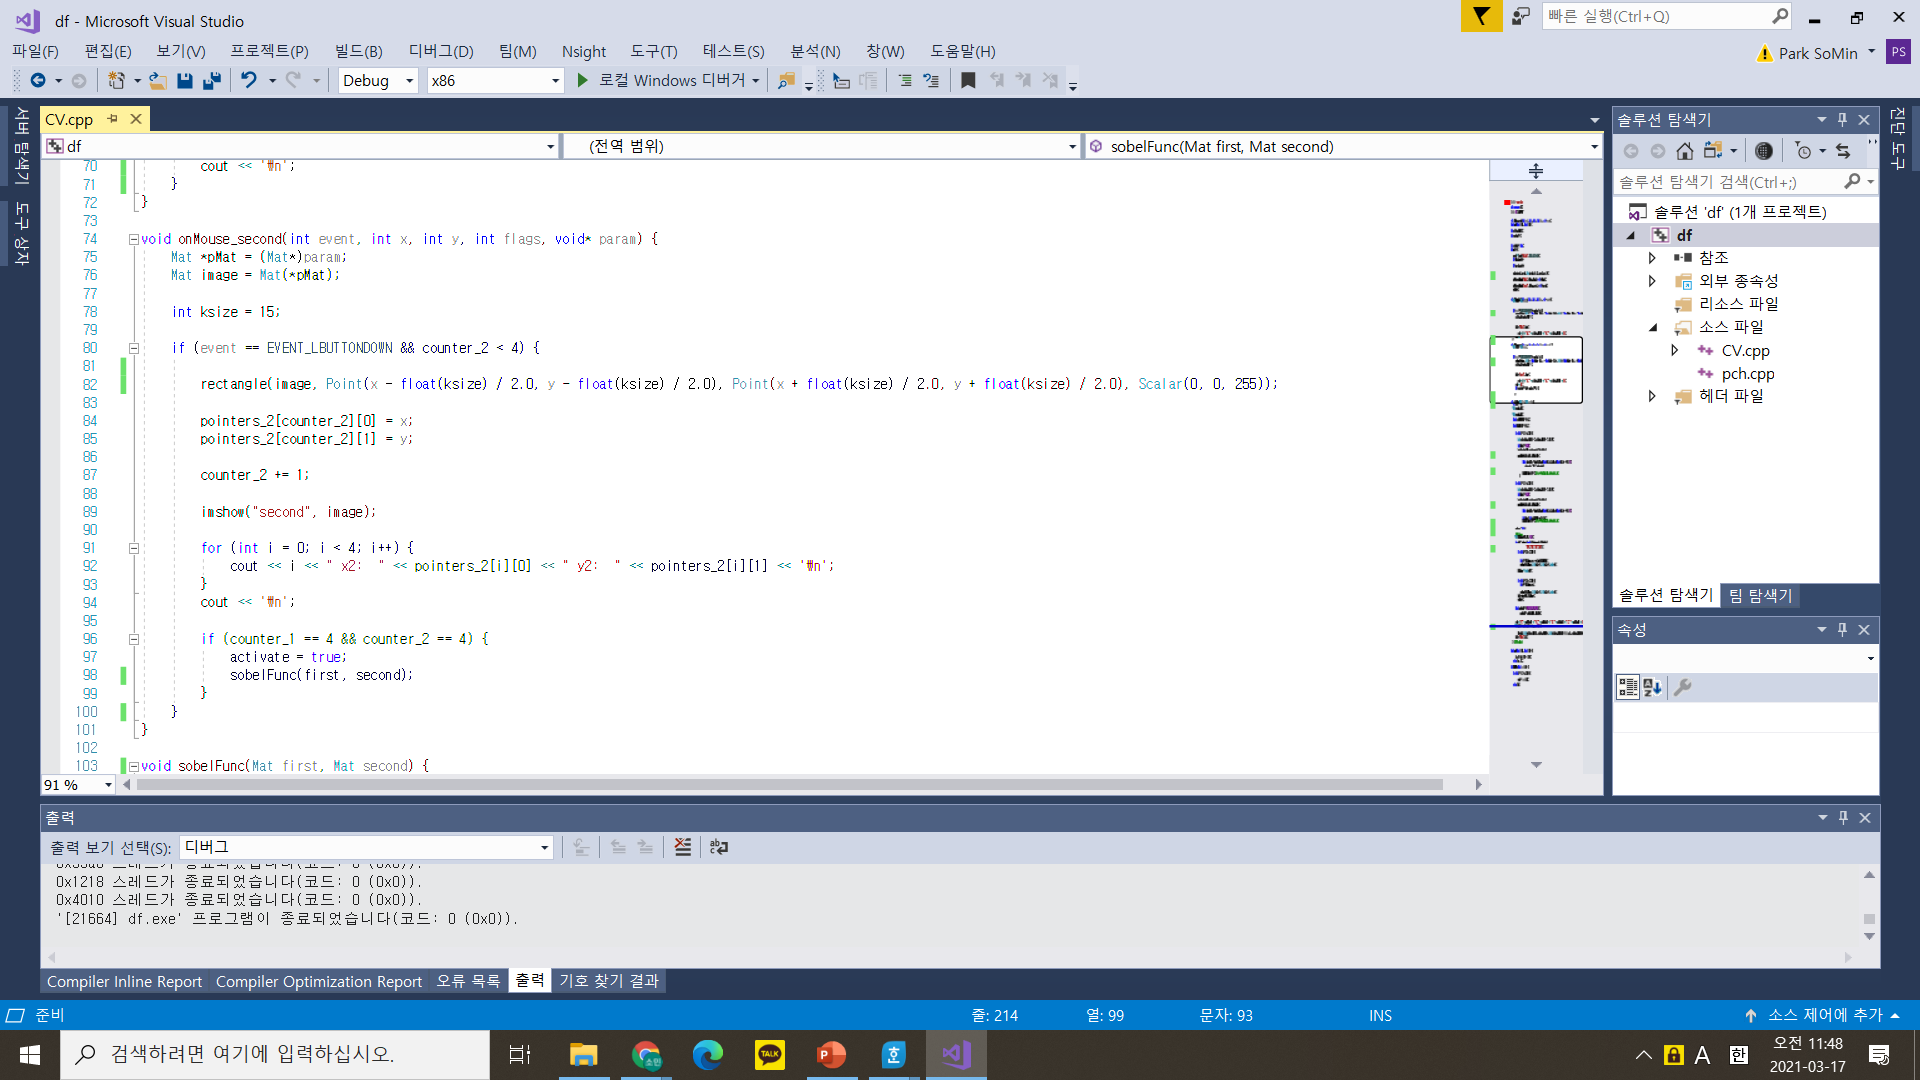 df - Microsoft Visual Studio
빠른 실행(Ctrl+Q)
파일(F) 편집(E) 보기(V) 프로젝트(P) 빌드(B) 디버그(D) 팀(M) Nsight 도구(T) 테스트(S) 분석(N) 창(W) 도움말(H)
Park SoMin PS
Debug x86 로컬 Windows 디버거
서버 탐색기
도구 상자
CV.cpp
df (전역 범위) sobelFunc(Mat first, Mat second)
70 cout << '₩n';
71 }
72 }
73
74 void onMouse_second(int event, int x, int y, int flags, void* param) {
75 Mat *pMat = (Mat*)param;
76 Mat image = Mat(*pMat);
77
78 int ksize = 15;
79
80 if (event == EVENT_LBUTTONDOWN && counter_2 < 4) {
81
82 rectangle(image, Point(x - float(ksize) / 2.0, y - float(ksize) / 2.0), Point(x + float(ksize) / 2.0, y + float(ksize) / 2.0), Scalar(0, 0, 255));
83
84 pointers_2[counter_2][0] = x;
85 pointers_2[counter_2][1] = y;
86
87 counter_2 += 1;
88
89 imshow("second", image);
90
91 for (int i = 0; i < 4; i++) {
92 cout << i << " x2: " << pointers_2[i][0] << " y2: " << pointers_2[i][1] << '₩n';
93 }
94 cout << '₩n';
95
96 if (counter_1 == 4 && counter_2 == 4) {
97 activate = true;
98 sobelFunc(first, second);
99 }
100 }
101 }
102
103 void sobelFunc(Mat first, Mat second) {
91 %
솔루션 탐색기
솔루션 탐색기 검색(Ctrl+;)
솔루션 'df' (1개 프로젝트)
df
참조
외부 종속성
리소스 파일
소스 파일
CV.cpp
pch.cpp
헤더 파일
솔루션 탐색기 팀 탐색기
속성
진단 도구
출력
출력 보기 선택(S): 디버그
0x1218 스레드가 종료되었습니다(코드: 0 (0x0)).
0x4010 스레드가 종료되었습니다(코드: 0 (0x0)).
'[21664] df.exe' 프로그램이 종료되었습니다(코드: 0 (0x0)).
Compiler Inline Report Compiler Optimization Report 오류 목록 출력 기호 찾기 결과
준비 줄: 214 열: 99 문자: 93 INS 소스 제어에 추가
검색하려면 여기에 입력하십시오.
TALK
A 한
오전 11:48
2021-03-17